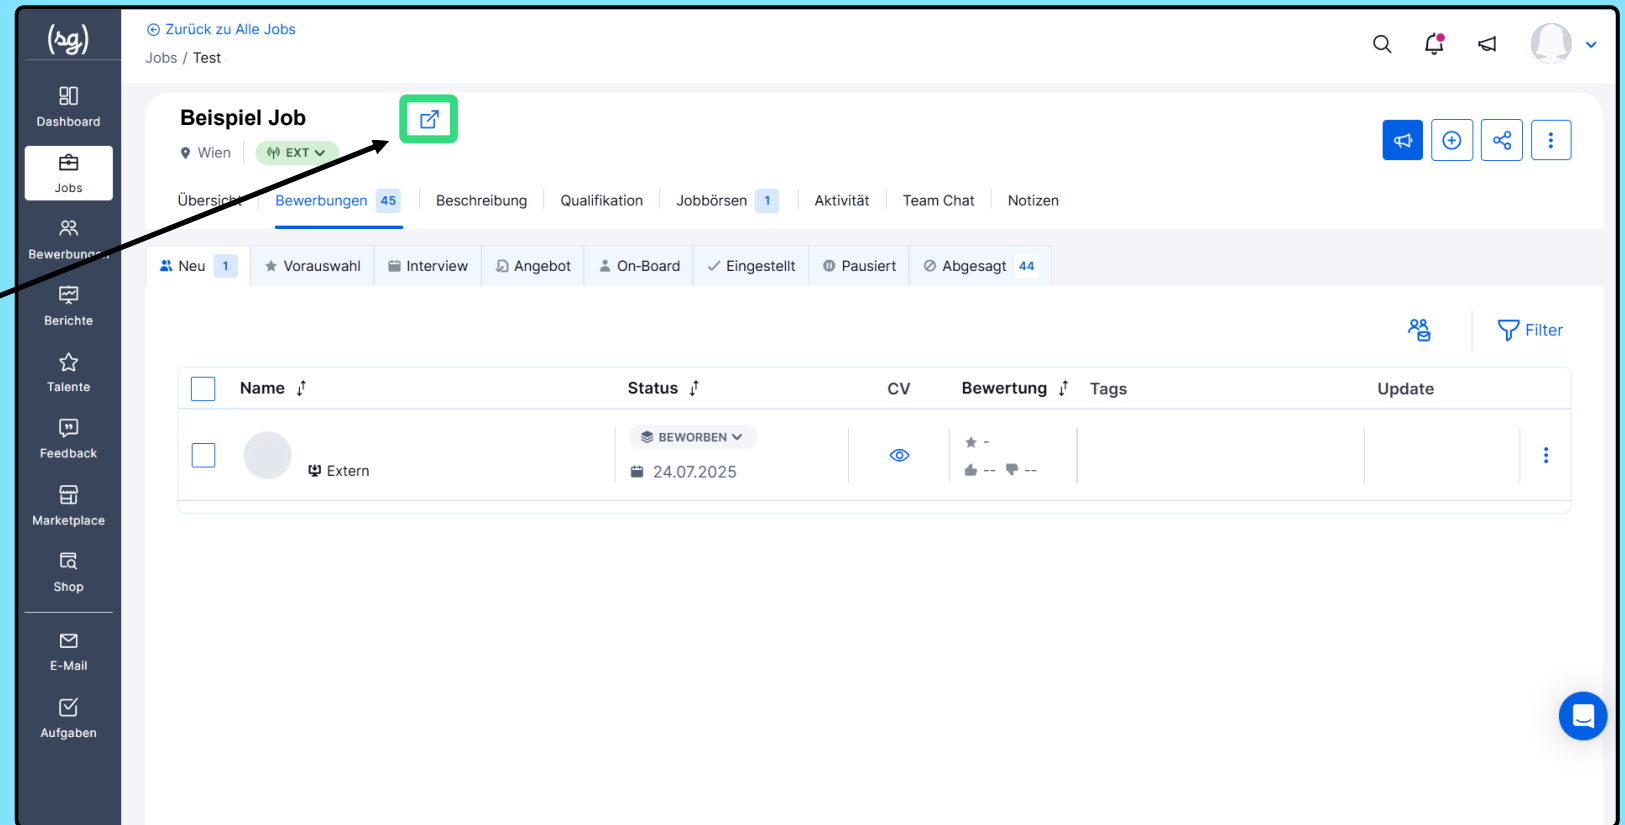 (sg)
Zurück zu Alle Jobs
Jobs / Test
Dashboard
Jobs
Bewerbungen
Berichte
Talente
Feedback
Marketplace
Shop
E-Mail
Aufgaben
Beispiel Job
Wien
EXT
Übersicht Bewerbungen 45 Beschreibung Qualifikation Jobbörsen 1 Aktivität Team Chat Notizen
Neu 1 Vorauswahl Interview Angebot On-Board Eingestellt Pausiert Abgesagt 44
Filter
Name Status CV Bewertung Tags Update
BEWORBEN
-
Extern
24.07.2025
-- --